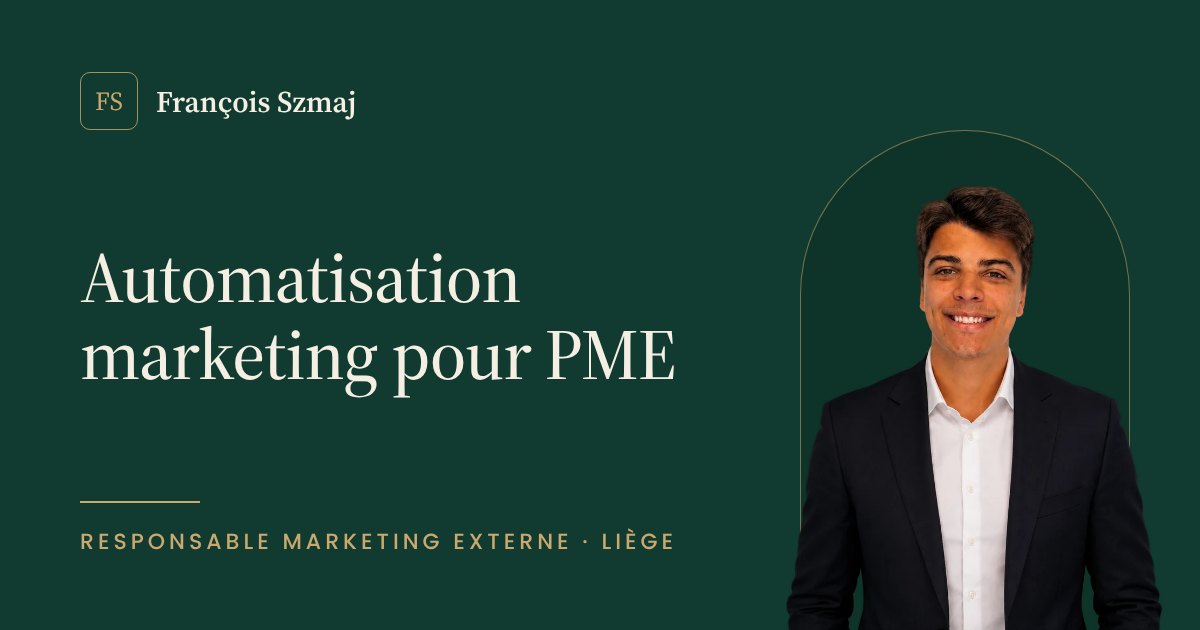 FS
François Szmaj
Automatisation
marketing pour PME
RESPONSABLE MARKETING EXTERNE · LIÈGE